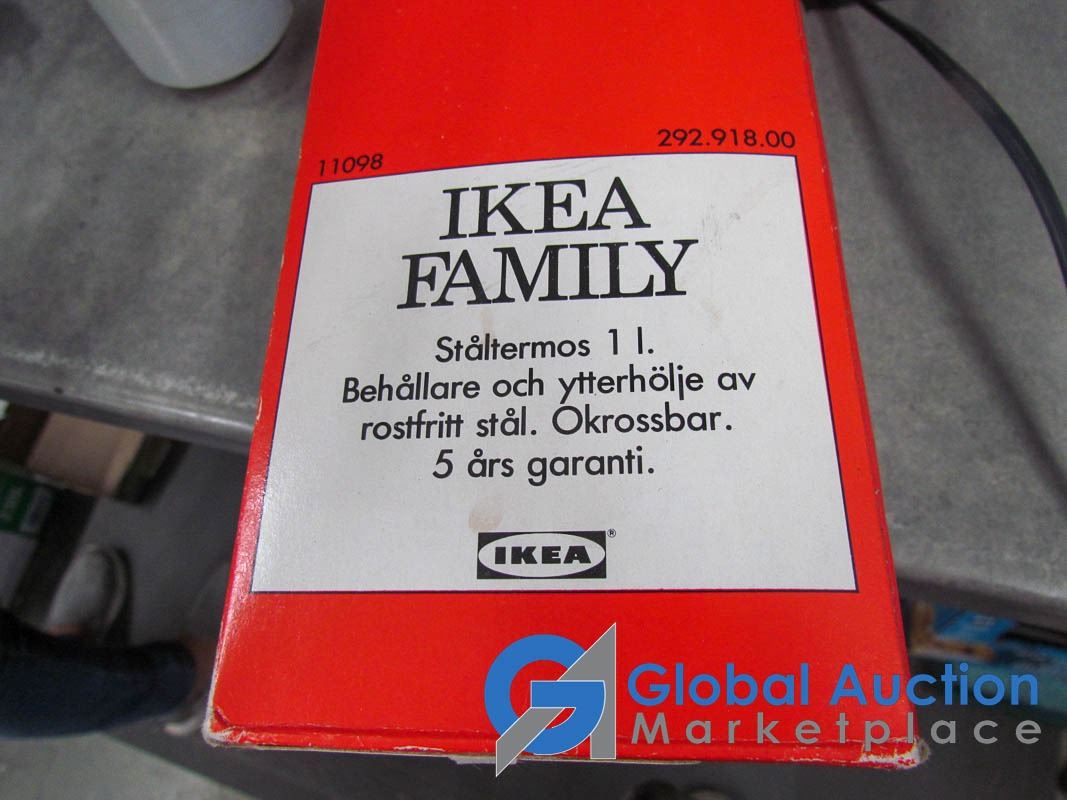 11098
292.918.00
IKEA
FAMILY
Ståltermos 1 l.
Behållare och ytterhölje av
rostfritt stål. Okrossbar.
5 års garanti.
IKEA®
GA Global Auction
Marketplace